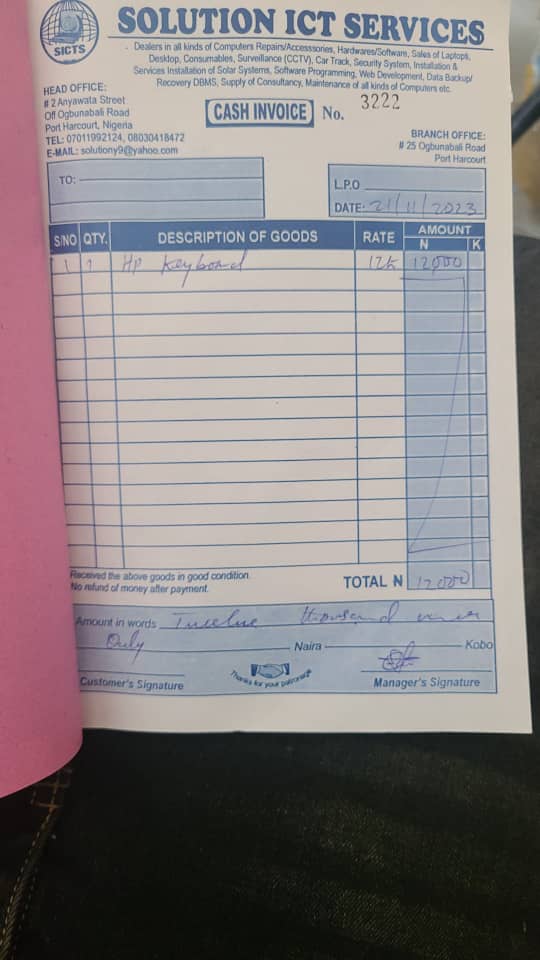 SICTS
SOLUTION ICT SERVICES
Dealers in all kinds of Computers Repairs/Accesssories, Hardwares/Software, Sales of Laptopk,
Desktop, Consumables, Surveillance (CCTV), Car Track, Security System, Installation &
Services Installation of Solar Systems, Software Programming, Web Development, Data Backup/
Recovery DBMS, Supply of Consultancy, Maintenance of all kinds of Computers etc.
HEAD OFFICE:
# 2 Anyawata Street
Off Ogbunabali Road
Port Harcourt, Nigeria
TEL: 07011992124, 08030418472
E-MAIL: solutiony9@yahoo.com
CASH INVOICE No. 3222
BRANCH OFFICE:
# 25 Ogbunabali Road
Port Harcourt
TO:
L.P.O
DATE: 21/11/2023
S/NO QTY. DESCRIPTION OF GOODS RATE AMOUNT
N K
1 1 HP Keyboard 12k 12000
Received the above goods in good condition.
No refund of money after payment.
TOTAL N 12000
Amount in words Twelve thousand
Only Naira Kobo
Customer's Signature
Thanks for your patronage
Manager's Signature